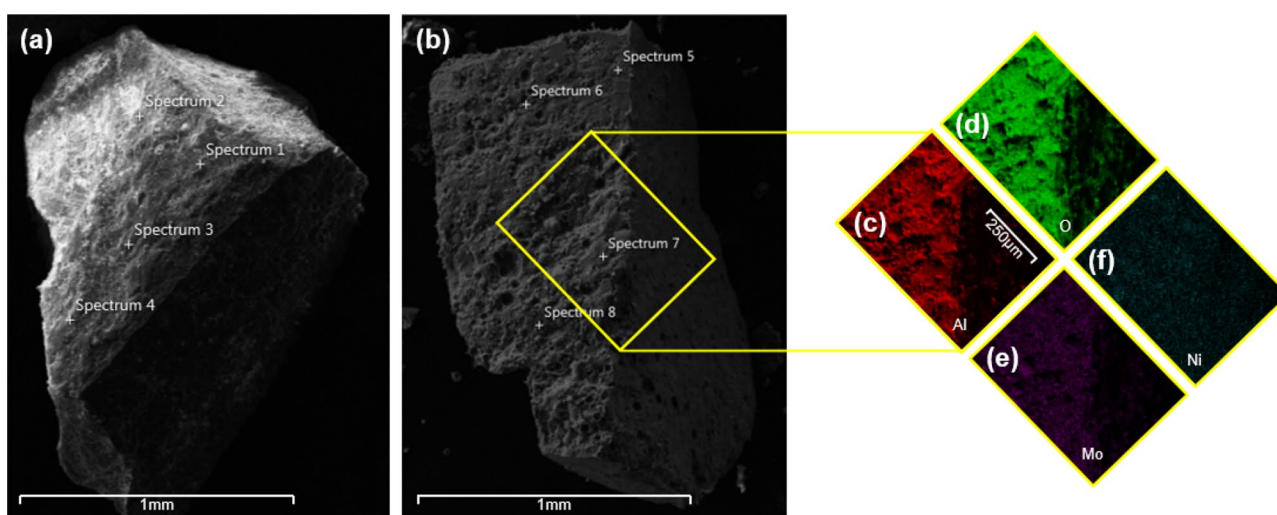 (a)
Spectrum 2
Spectrum 1
Spectrum 3
Spectrum 4
1mm
(b)
Spectrum 5
Spectrum 6
Spectrum 7
Spectrum 8
1mm
(d)
O
(c)
250μm
Al
(f)
Ni
(e)
Mo